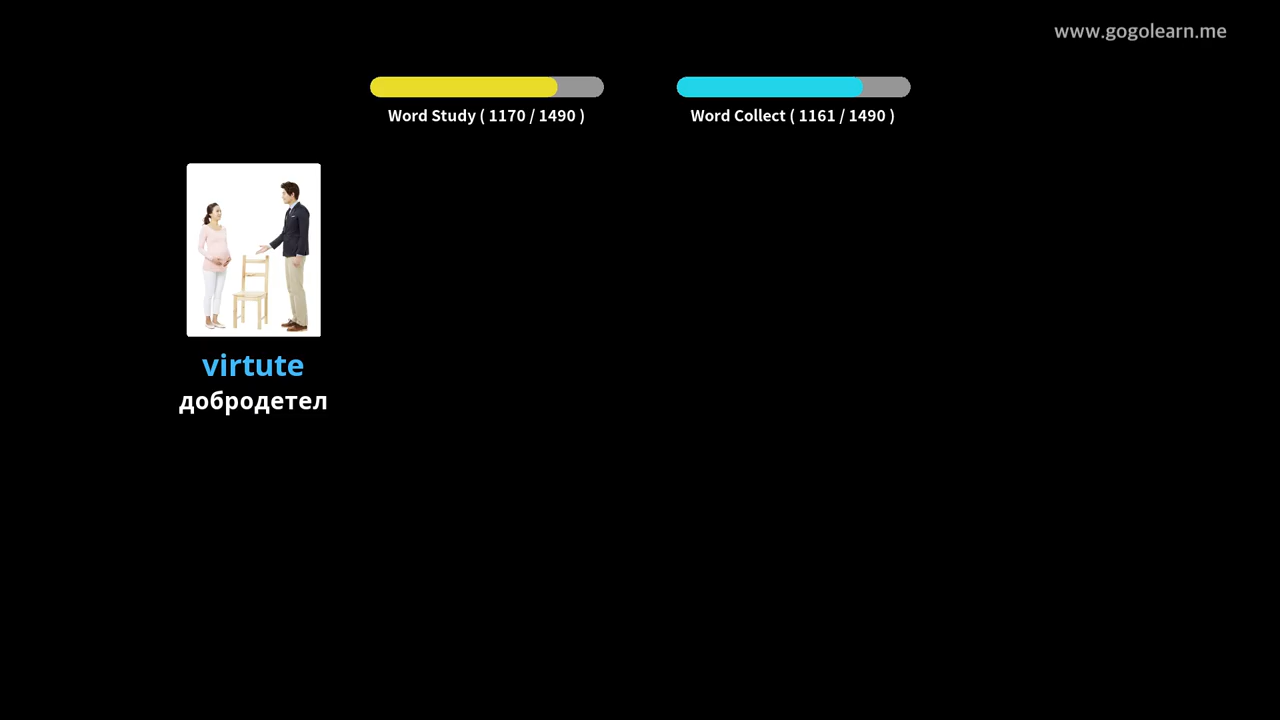 www.gogolearn.me
Word Study ( 1170 / 1490 )
Word Collect ( 1161 / 1490 )
virtute
добродетел